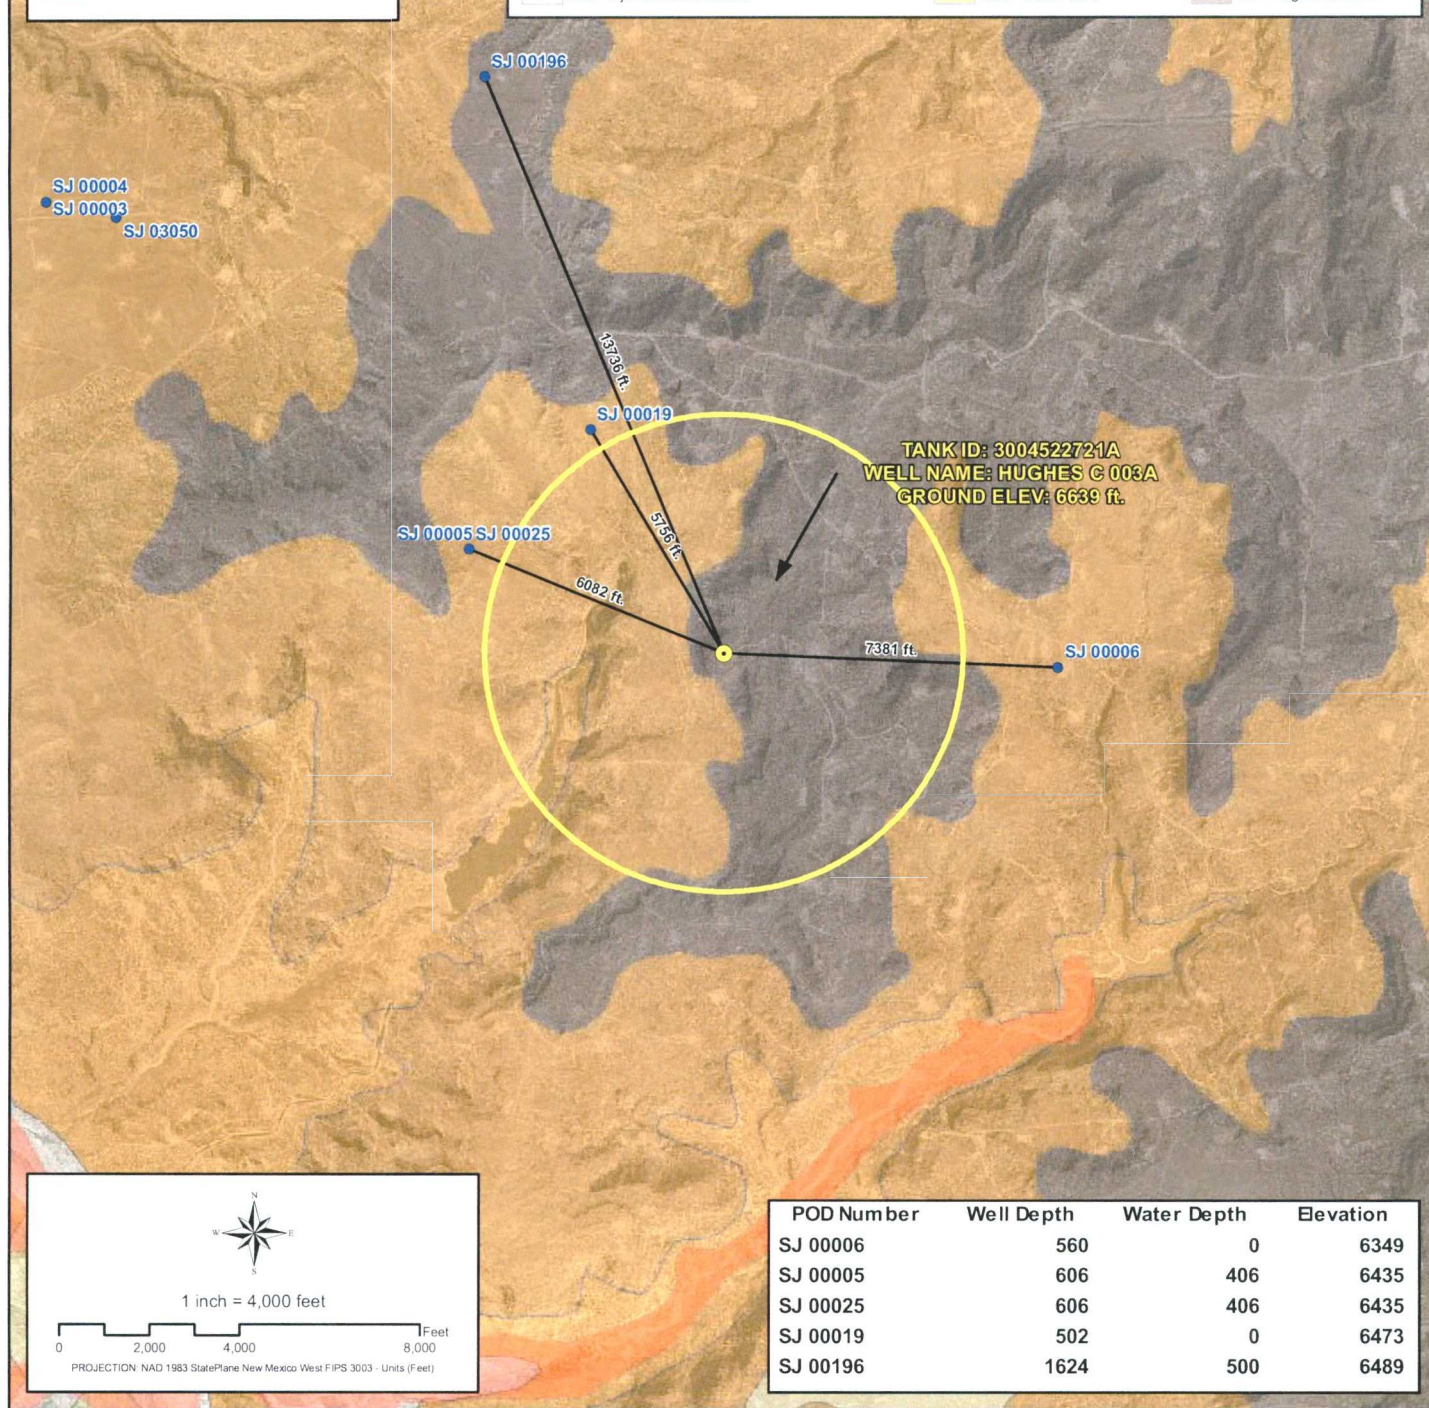 SJ 00196
SJ 00004
SJ 00003
SJ 03050
13736 ft.
SJ 00019
TANK ID: 3004522721A
WELL NAME: HUGHES C 003A
GROUND ELEV: 6639 ft.
5756 ft.
SJ 00005 SJ 00025
6082 ft.
7381 ft.
SJ 00006
N
W E
S
1 inch = 4,000 feet
Feet
0 2,000 4,000 8,000
PROJECTION: NAD 1983 StatePlane New Mexico West FIPS 3003 - Units (Feet)
POD Number Well Depth Water Depth Elevation
SJ 00006 560 0 6349
SJ 00005 606 406 6435
SJ 00025 606 406 6435
SJ 00019 502 0 6473
SJ 00196 1624 500 6489